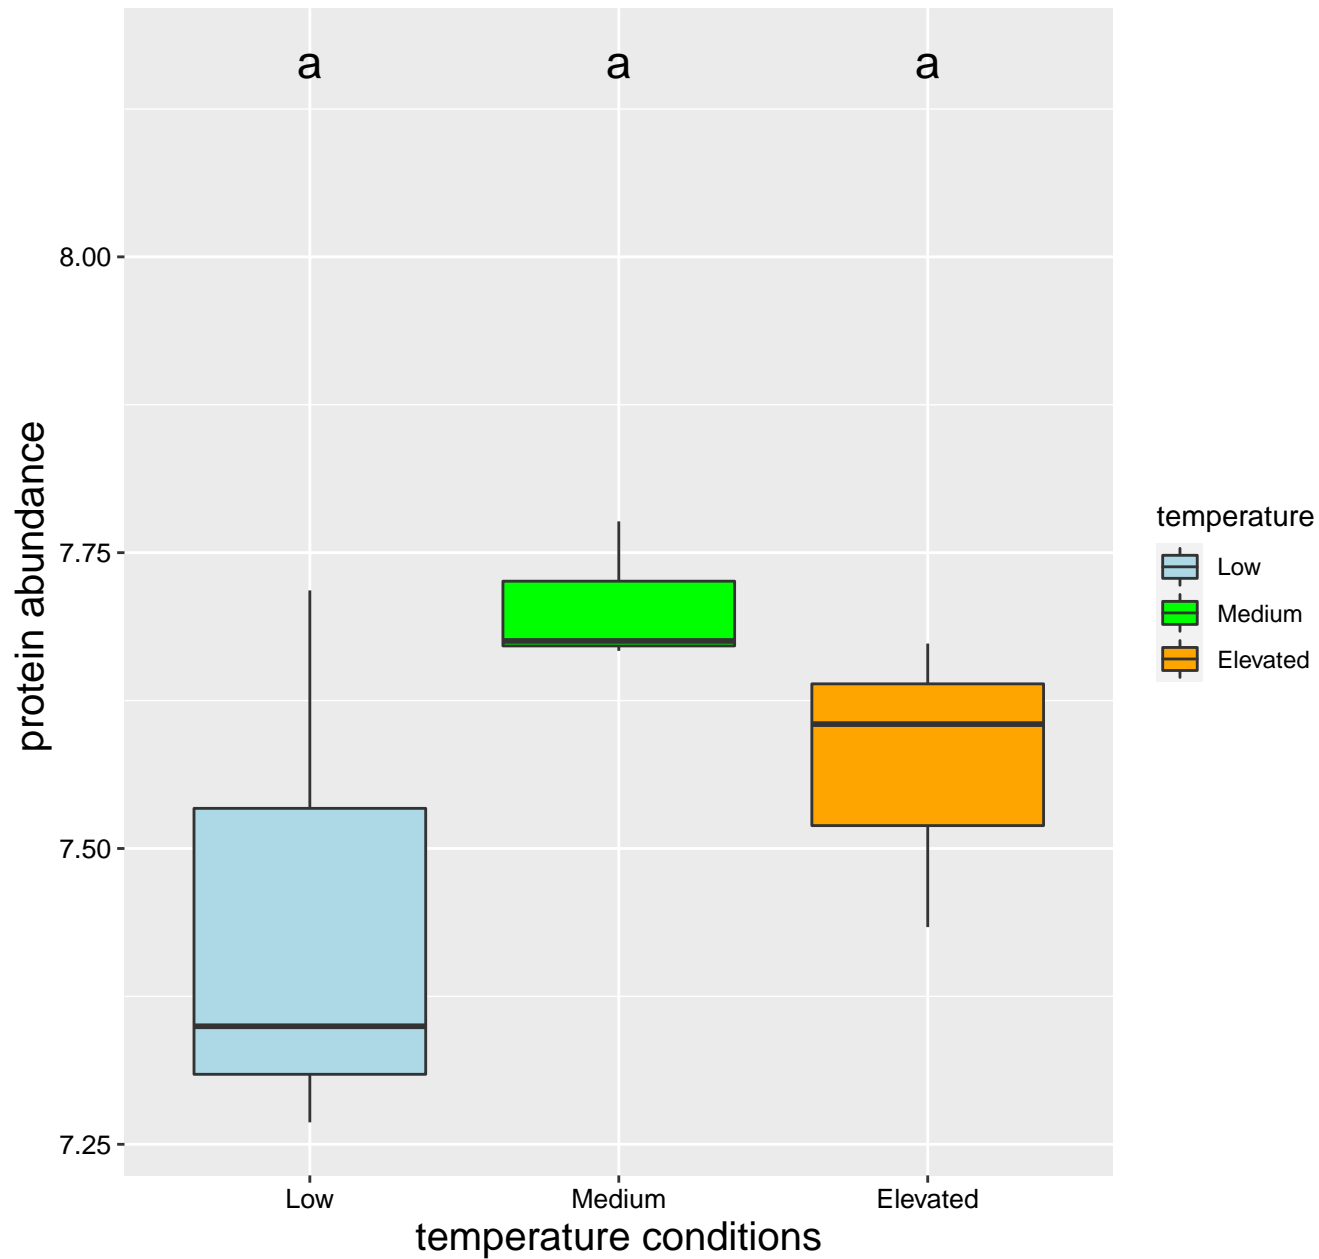 a a a
8.00
7.75
7.50
7.25
protein abundance
Low Medium Elevated
temperature conditions
temperature
Low
Medium
Elevated